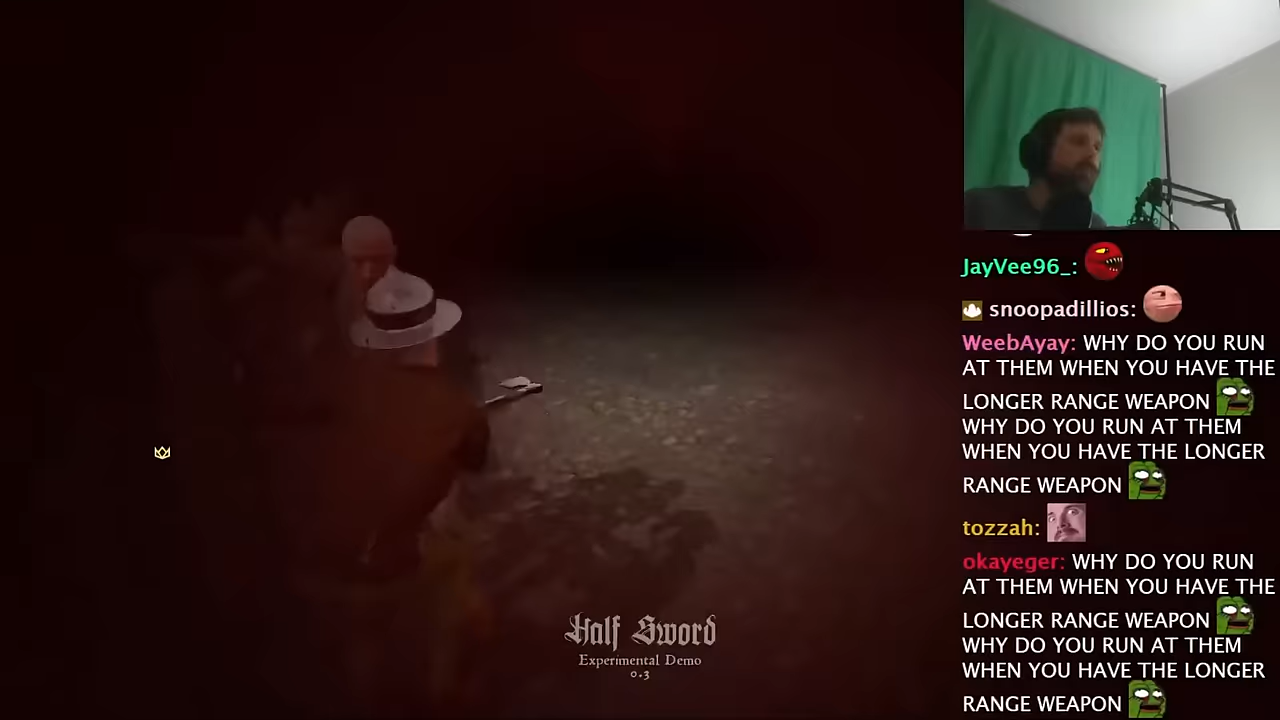 JayVee96_:
snoopadillios:
WeebAyay: WHY DO YOU RUN
AT THEM WHEN YOU HAVE THE
LONGER RANGE WEAPON
WHY DO YOU RUN AT THEM
WHEN YOU HAVE THE LONGER
RANGE WEAPON
tozzah:
okayeger: WHY DO YOU RUN
AT THEM WHEN YOU HAVE THE
LONGER RANGE WEAPON
WHY DO YOU RUN AT THEM
WHEN YOU HAVE THE LONGER
RANGE WEAPON
Half Sword
Experimental Demo
0.3